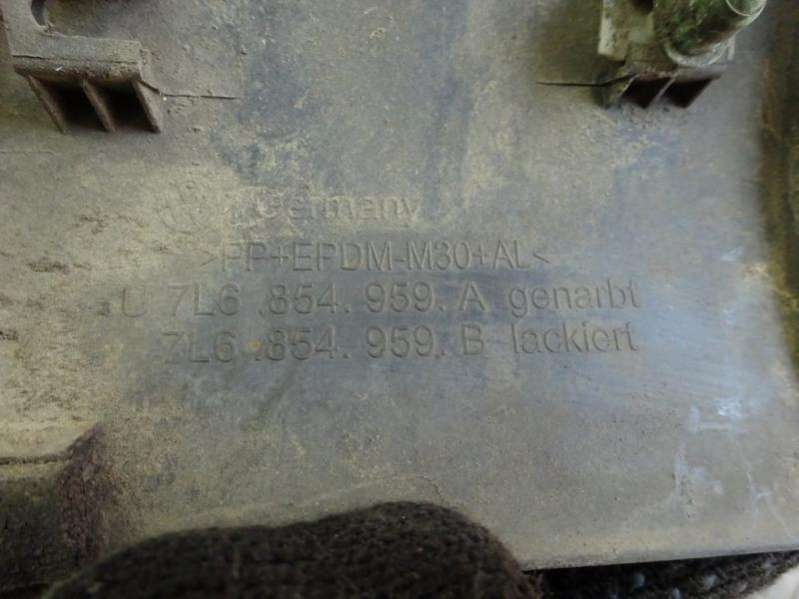 Germany
>PP+EPDM-M30+AL<
U 7L6 .854. 959. A genarbt
7L6 .854. 959. B lackiert